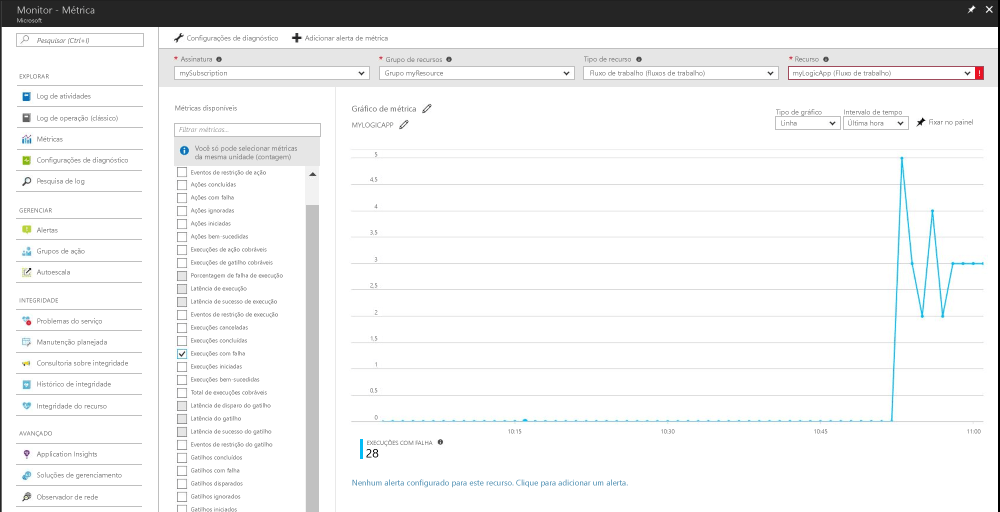 Monitor - Métrica
Microsoft
Pesquisar (Ctrl+I)
EXPLORAR
Log de atividades
Log de operação (clássico)
Métricas
Configurações de diagnóstico
Pesquisa de log
GERENCIAR
Alertas
Grupos de ação
Autoescala
INTEGRIDADE
Problemas do serviço
Manutenção planejada
Consultoria sobre integridade
Histórico de integridade
Integridade do recurso
AVANÇADO
Application Insights
Soluções de gerenciamento
Observador de rede
Configurações de diagnóstico
Adicionar alerta de métrica
* Assinatura
mySubscription
* Grupo de recursos
Grupo myResource
Tipo de recurso
Fluxo de trabalho (fluxos de trabalho)
* Recurso
myLogicApp (Fluxo de trabalho)
Métricas disponíveis
Filtrar métricas...
Você só pode selecionar métricas
da mesma unidade (contagem)
Eventos de restrição de ação
Ações concluídas
Ações com falha
Ações ignoradas
Ações iniciadas
Ações bem-sucedidas
Execuções de ação cobráveis
Execuções de gatilho cobráveis
Porcentagem de falha de execução
Latência de execução
Latência de sucesso de execução
Eventos de restrição de execução
Execuções canceladas
Execuções concluídas
Execuções com falha
Execuções iniciadas
Execuções bem-sucedidas
Total de execuções cobráveis
Latência de disparo do gatilho
Latência do gatilho
Latência de sucesso do gatilho
Eventos de restrição do gatilho
Gatilhos concluídos
Gatilhos com falha
Gatilhos disparados
Gatilhos ignorados
Gatilhos iniciados
Gráfico de métrica
MYLOGICAPP
Tipo de gráfico
Linha
Intervalo de tempo
Última hora
Fixar no painel
5
4.5
4
3.5
3
2.5
2
1.5
1
0.5
0
10:15
10:30
10:45
11:00
EXECUÇÕES COM FALHA
28
Nenhum alerta configurado para este recurso. Clique para adicionar um alerta.